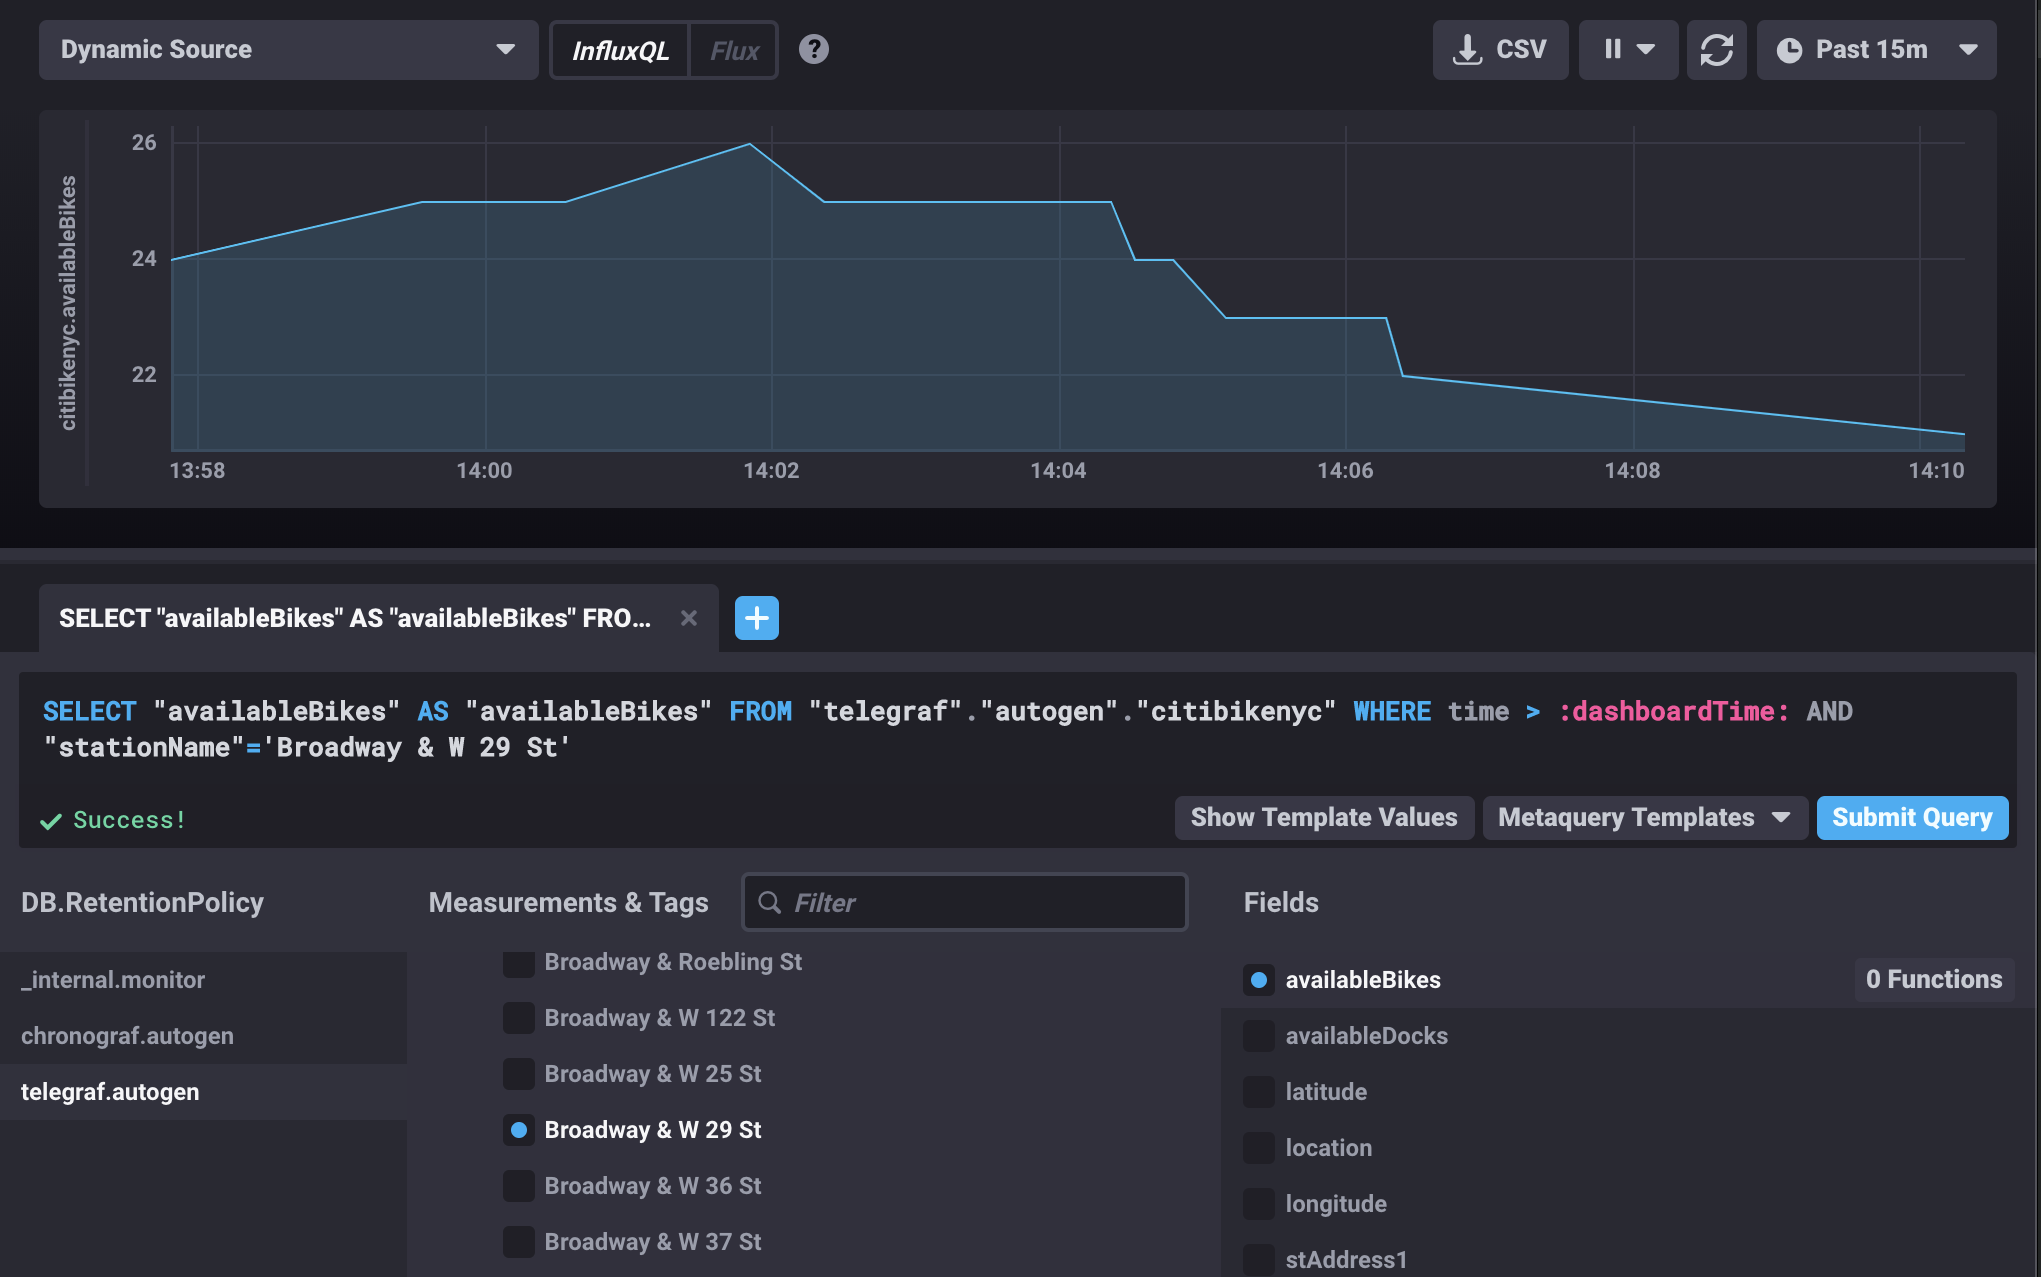 Dynamic Source
InfluxQL Flux ?
CSV
Past 15m
citibikenyc.availableBikes
26
24
22
13:58 14:00 14:02 14:04 14:06 14:08 14:10
SELECT "availableBikes" AS "availableBikes" FRO...
SELECT "availableBikes" AS "availableBikes" FROM "telegraf"."autogen"."citibikenyc" WHERE time > :dashboardTime: AND
"stationName"='Broadway & W 29 St'
Success!
Show Template Values
Metaquery Templates
Submit Query
DB.RetentionPolicy
_internal.monitor
chronograf.autogen
telegraf.autogen
Measurements & Tags
Filter
Broadway & Roebling St
Broadway & W 122 St
Broadway & W 25 St
Broadway & W 29 St
Broadway & W 36 St
Broadway & W 37 St
Fields
availableBikes
0 Functions
availableDocks
latitude
location
longitude
stAddress1